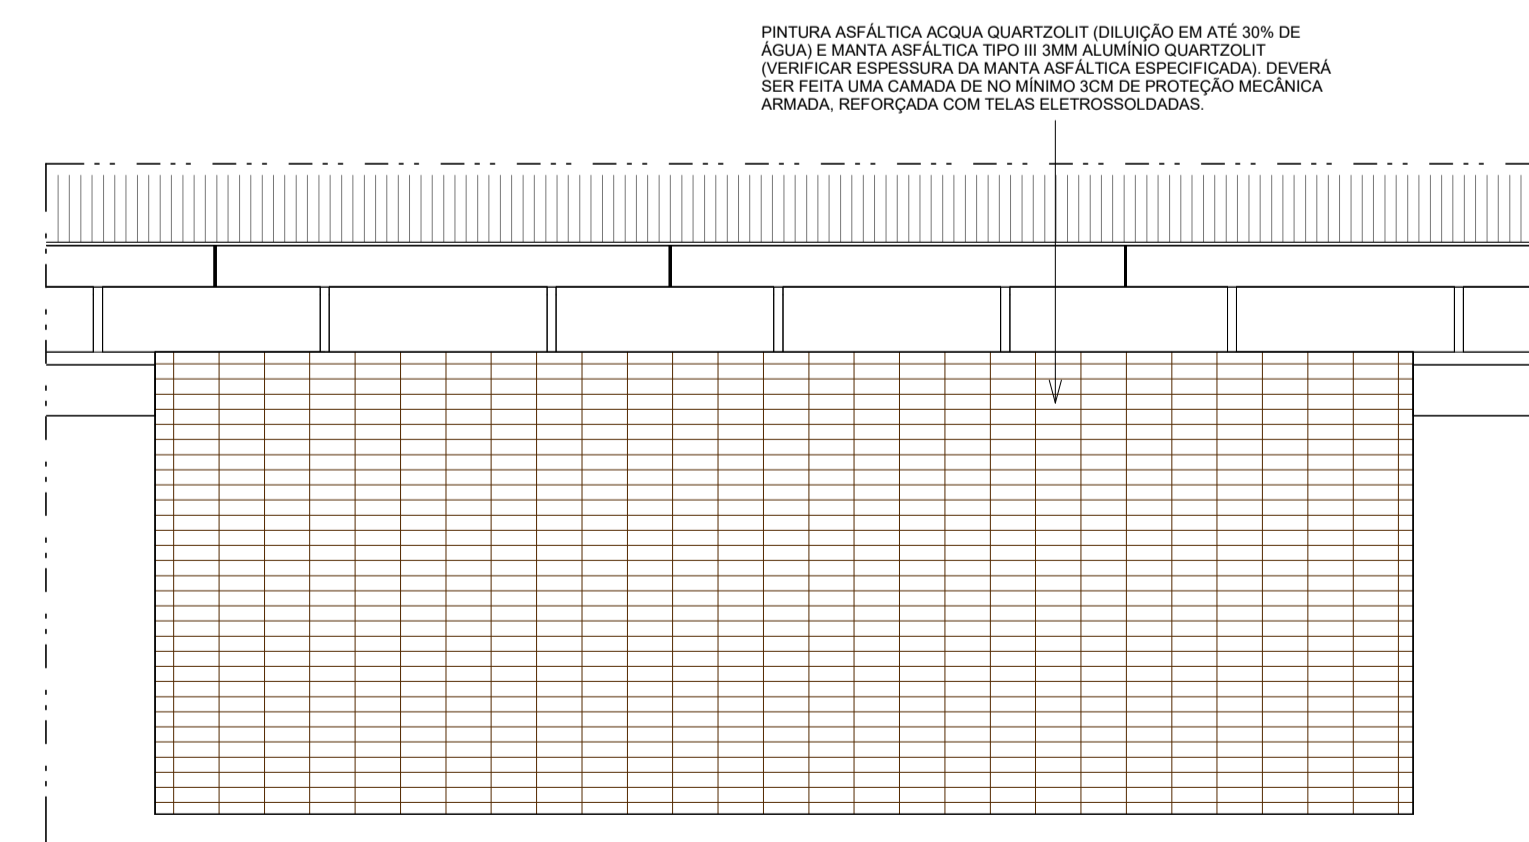 PINTURA ASFÁLTICA ACQUA QUARTZOLIT (DILUIÇÃO EM ATÉ 30% DE
ÁGUA) E MANTA ASFÁLTICA TIPO III 3MM ALUMÍNIO QUARTZOLIT
(VERIFICAR ESPESSURA DA MANTA ASFÁLTICA ESPECIFICADA). DEVERÁ
SER FEITA UMA CAMADA DE NO MÍNIMO 3CM DE PROTEÇÃO MECÂNICA
ARMADA, REFORÇADA COM TELAS ELETROSSOLDADAS.